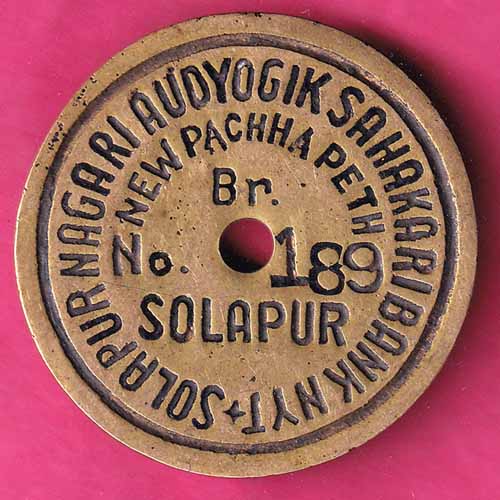 SOLAPUR NAGARI AUDYOGIK SAHAKARI BANK NYT
NEW PACHHA PETH
Br.
No. 189
SOLAPUR